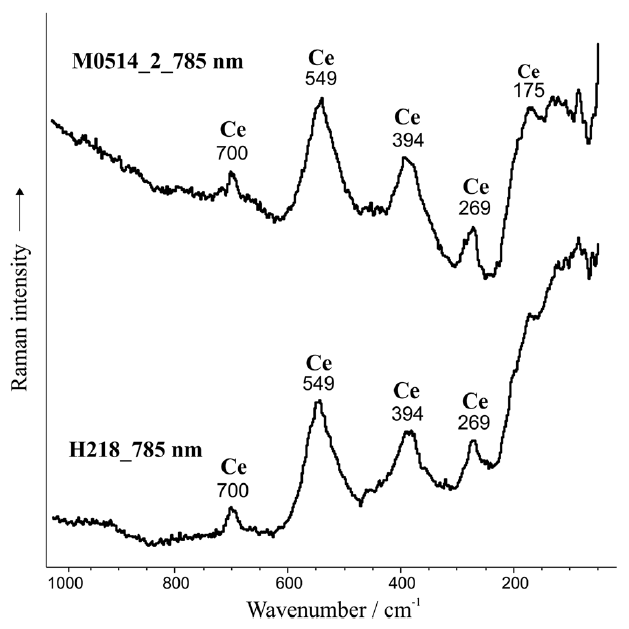 M0514_2_785 nm
Ce
549
Ce
175
Ce
700
Ce
394
Ce
269
Raman intensity
Ce
549
Ce
394
Ce
269
H218_785 nm
Ce
700
1000 800 600 400 200
Wavenumber / cm⁻¹